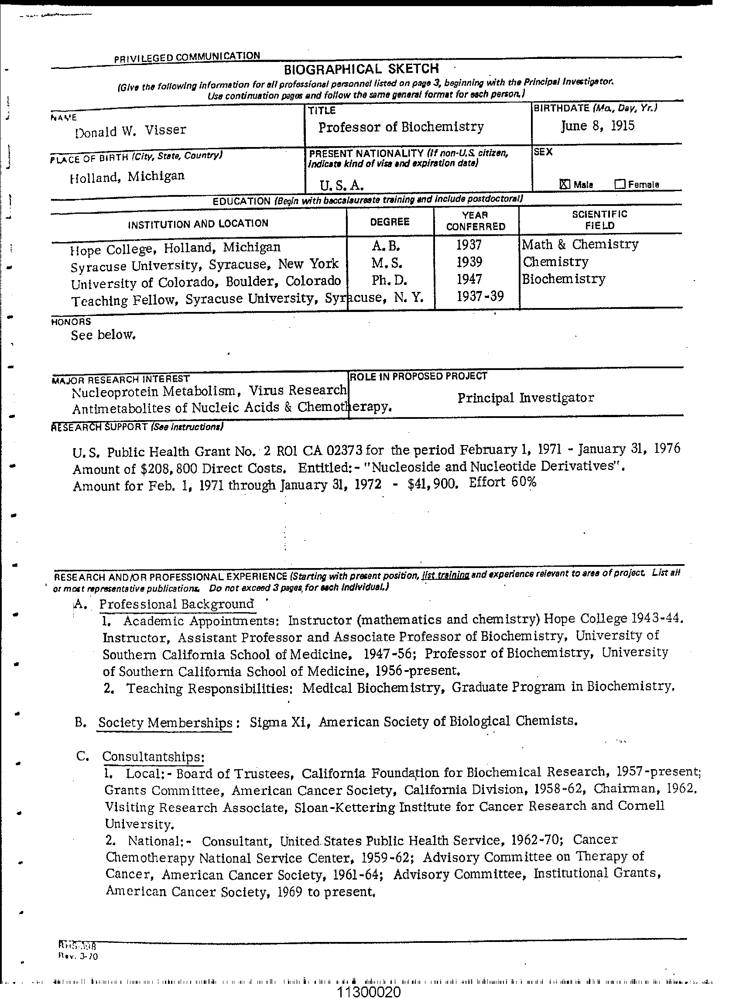 PRIVILEGED COMMUNICATION
BIOGRAPHICAL SKETCH
(Give the following information for all professional personnel listed on page 3, beginning with the Principal Investigator.
Use continuation pages and follow the same general format for each person.)
NAME
Donald W. Visser
TITLE
Professor of Biochemistry
BIRTHDATE (Mo., Day, Yr.)
June 8, 1915
PLACE OF BIRTH (City, State, Country)
Holland, Michigan
PRESENT NATIONALITY (If non-U.S. citizen,
indicate kind of visa and expiration date)
U. S. A.
SEX
X Male Female
EDUCATION (Begin with baccalaureate training and include postdoctoral)
INSTITUTION AND LOCATION DEGREE YEAR CONFERRED SCIENTIFIC FIELD
Hope College, Holland, Michigan A. B. 1937 Math & Chemistry
Syracuse University, Syracuse, New York M. S. 1939 Chemistry
University of Colorado, Boulder, Colorado Ph. D. 1947 Biochemistry
Teaching Fellow, Syracuse University, Syracuse, N. Y. 1937-39
HONORS
See below.
MAJOR RESEARCH INTEREST
Nucleoprotein Metabolism, Virus Research
Antimetabolites of Nucleic Acids & Chemotherapy.
ROLE IN PROPOSED PROJECT
Principal Investigator
RESEARCH SUPPORT (See instructions)
U. S. Public Health Grant No. 2 RO1 CA 02373 for the period February 1, 1971 - January 31, 1976
Amount of $208, 800 Direct Costs. Entitled:- "Nucleoside and Nucleotide Derivatives".
Amount for Feb. 1, 1971 through January 31, 1972 - $41, 900. Effort 60%
RESEARCH AND/OR PROFESSIONAL EXPERIENCE (Starting with present position, list training and experience relevant to area of project. List all
or most representative publications. Do not exceed 3 pages for each individual.)
A. Professional Background
1. Academic Appointments: Instructor (mathematics and chemistry) Hope College 1943-44.
Instructor, Assistant Professor and Associate Professor of Biochemistry, University of
Southern California School of Medicine, 1947-56; Professor of Biochemistry, University
of Southern California School of Medicine, 1956-present.
2. Teaching Responsibilities: Medical Biochemistry, Graduate Program in Biochemistry.
B. Society Memberships: Sigma Xi, American Society of Biological Chemists.
C. Consultantships:
1. Local:- Board of Trustees, California Foundation for Biochemical Research, 1957-present;
Grants Committee, American Cancer Society, California Division, 1958-62, Chairman, 1962.
Visiting Research Associate, Sloan-Kettering Institute for Cancer Research and Cornell
University.
2. National:- Consultant, United States Public Health Service, 1962-70; Cancer
Chemotherapy National Service Center, 1959-62; Advisory Committee on Therapy of
Cancer, American Cancer Society, 1961-64; Advisory Committee, Institutional Grants,
American Cancer Society, 1969 to present.
Rev. 3-70
11300020